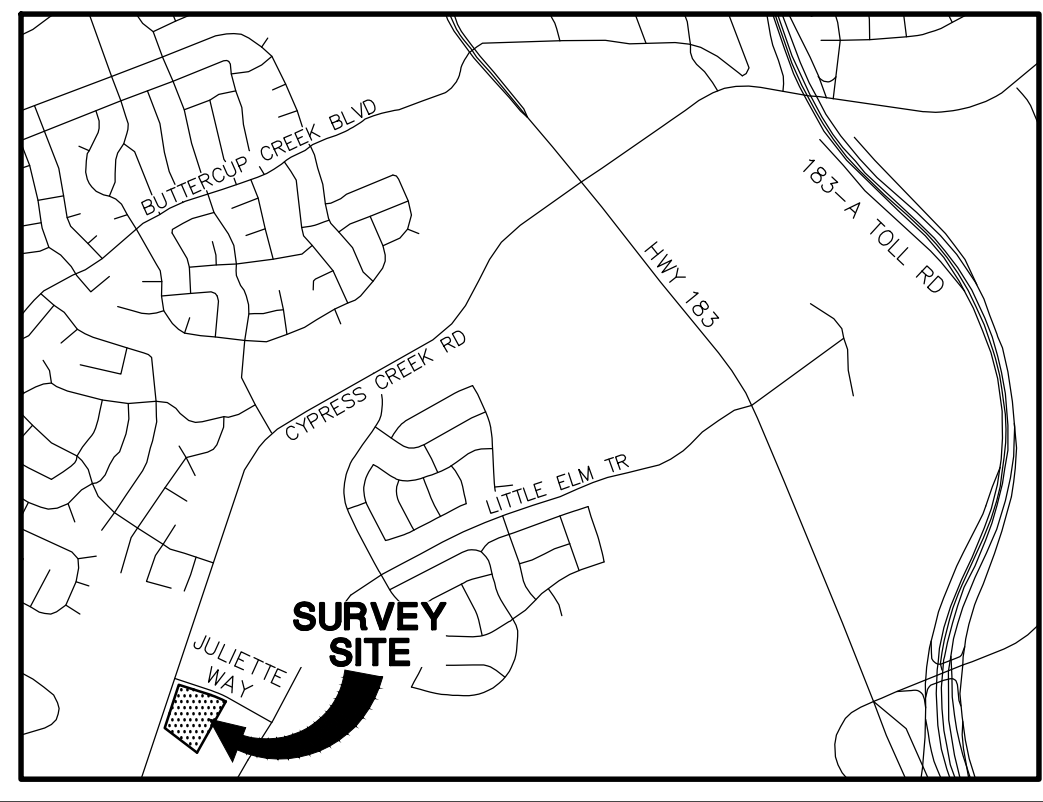 BUTTERCUP CREEK BLVD
183-A TOLL RD
HWY 183
CYPRESS CREEK RD
LITTLE ELM TR
SURVEY
SITE
JULIETTE
WAY